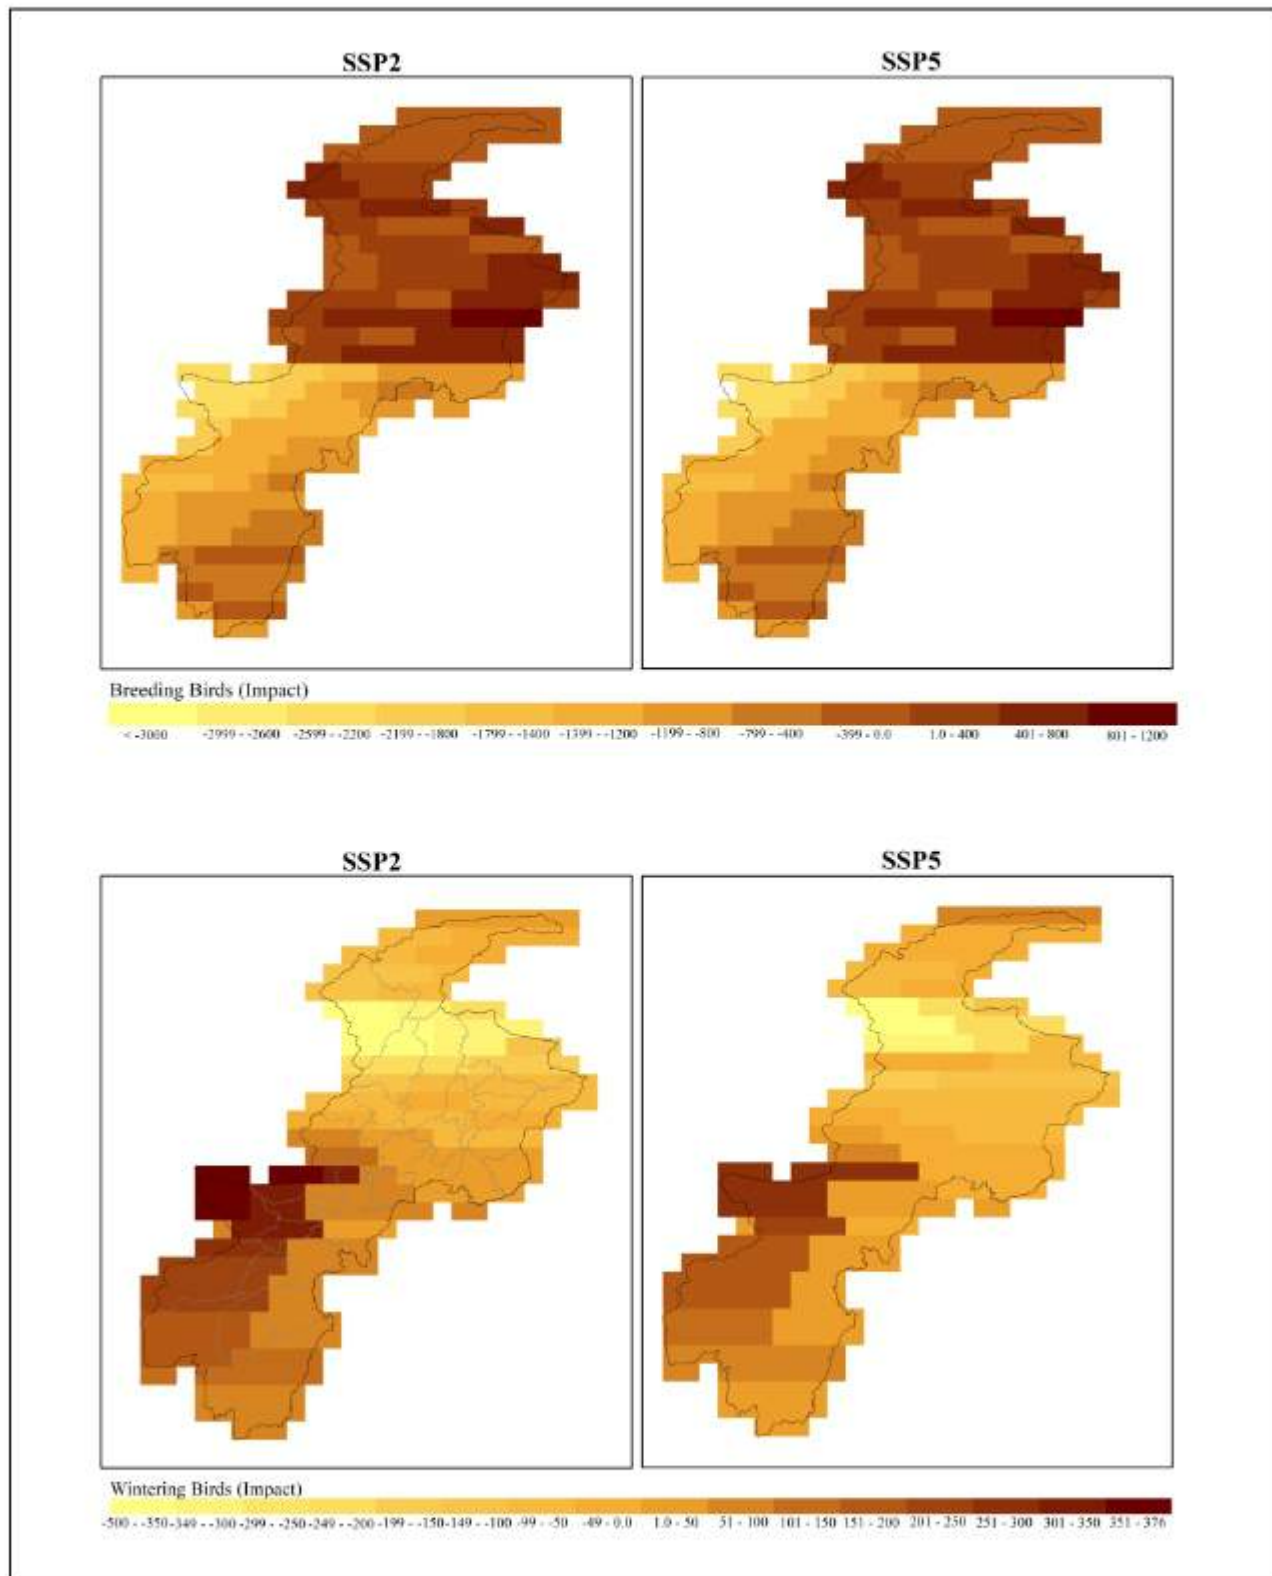 SSP2 SSP5
Breeding Birds (Impact)
< -3000 -2999 - -2600 -2599 - -2200 -2199 - -1800 -1799 - -1400 -1399 - -1200 -1199 - -800 -799 - -400 -399 - 0.0 1.0 - 400 401 - 800 801 - 1200
SSP2 SSP5
Wintering Birds (Impact)
-500 - -350 -349 - -300 -299 - -250 -249 - -200 -199 - -150 -149 - -100 -99 - -50 -49 - 0.0 1.0 - 50 51 - 100 101 - 150 151 - 200 201 - 250 251 - 300 301 - 350 351 - 376